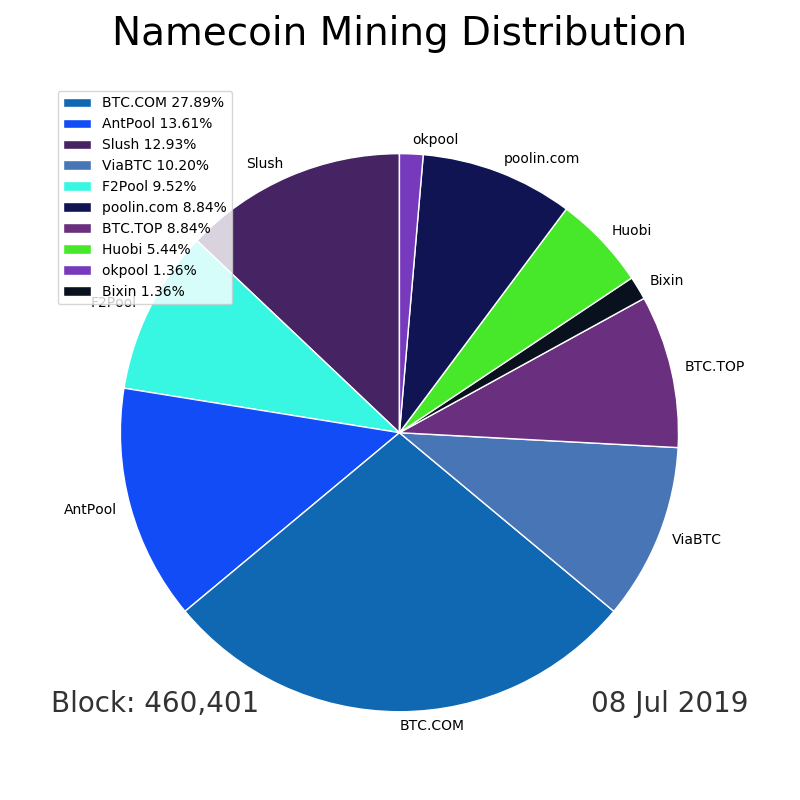 Namecoin Mining Distribution
BTC.COM 27.89%
AntPool 13.61%
Slush 12.93%
ViaBTC 10.20%
F2Pool 9.52%
poolin.com 8.84%
BTC.TOP 8.84%
Huobi 5.44%
okpool 1.36%
Bixin 1.36%
okpool
poolin.com
Slush
Huobi
Bixin
F2Pool
BTC.TOP
AntPool
ViaBTC
BTC.COM
Block: 460,401
08 Jul 2019